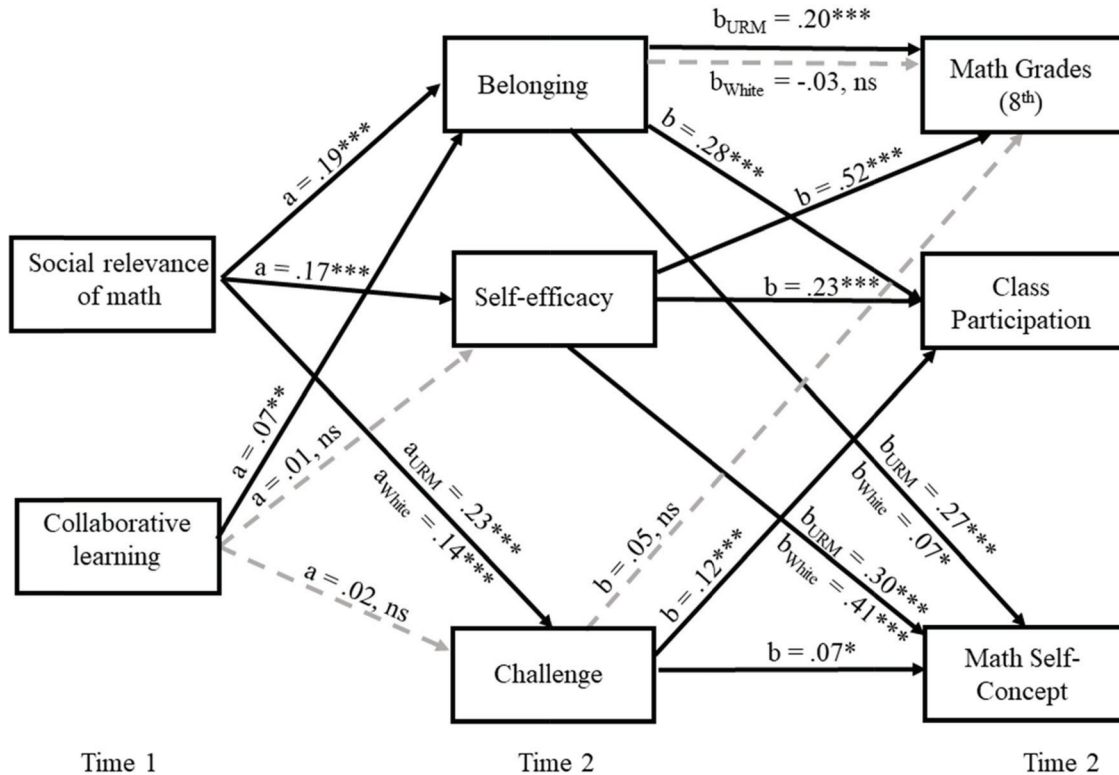 b_URM = .20***
b_White = -.03, ns
Belonging
Math Grades
(8th)
a = .19***
b = .28***
b = .52***
Social relevance
of math
a = .17***
Self-efficacy
b = .23***
Class
Participation
a = .07**
a = .01, ns
a_URM = .23***
a_White = .14***
b_URM = .27***
b_White = .07*
Collaborative
learning
a = .02, ns
b = .05, ns
b = .12***
b_URM = .30***
b_White = .41***
Challenge
b = .07*
Math Self-
Concept
Time 1
Time 2
Time 2